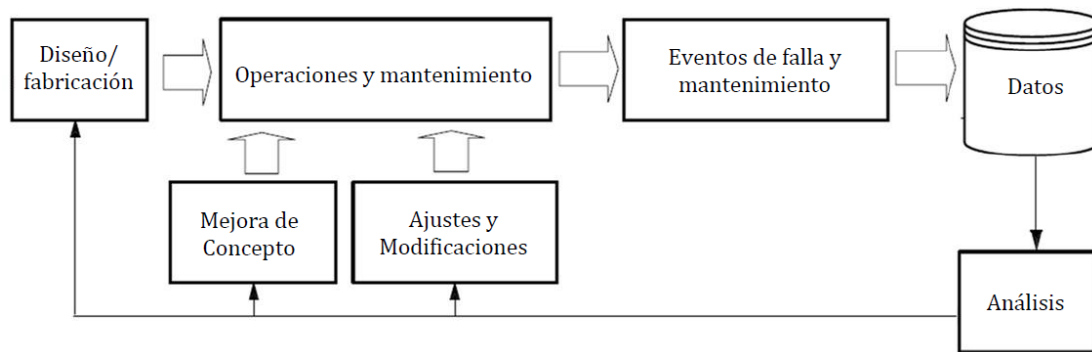 Diseño/
fabricación
Operaciones y mantenimiento
Eventos de falla y
mantenimiento
Datos
Mejora de
Concepto
Ajustes y
Modificaciones
Análisis